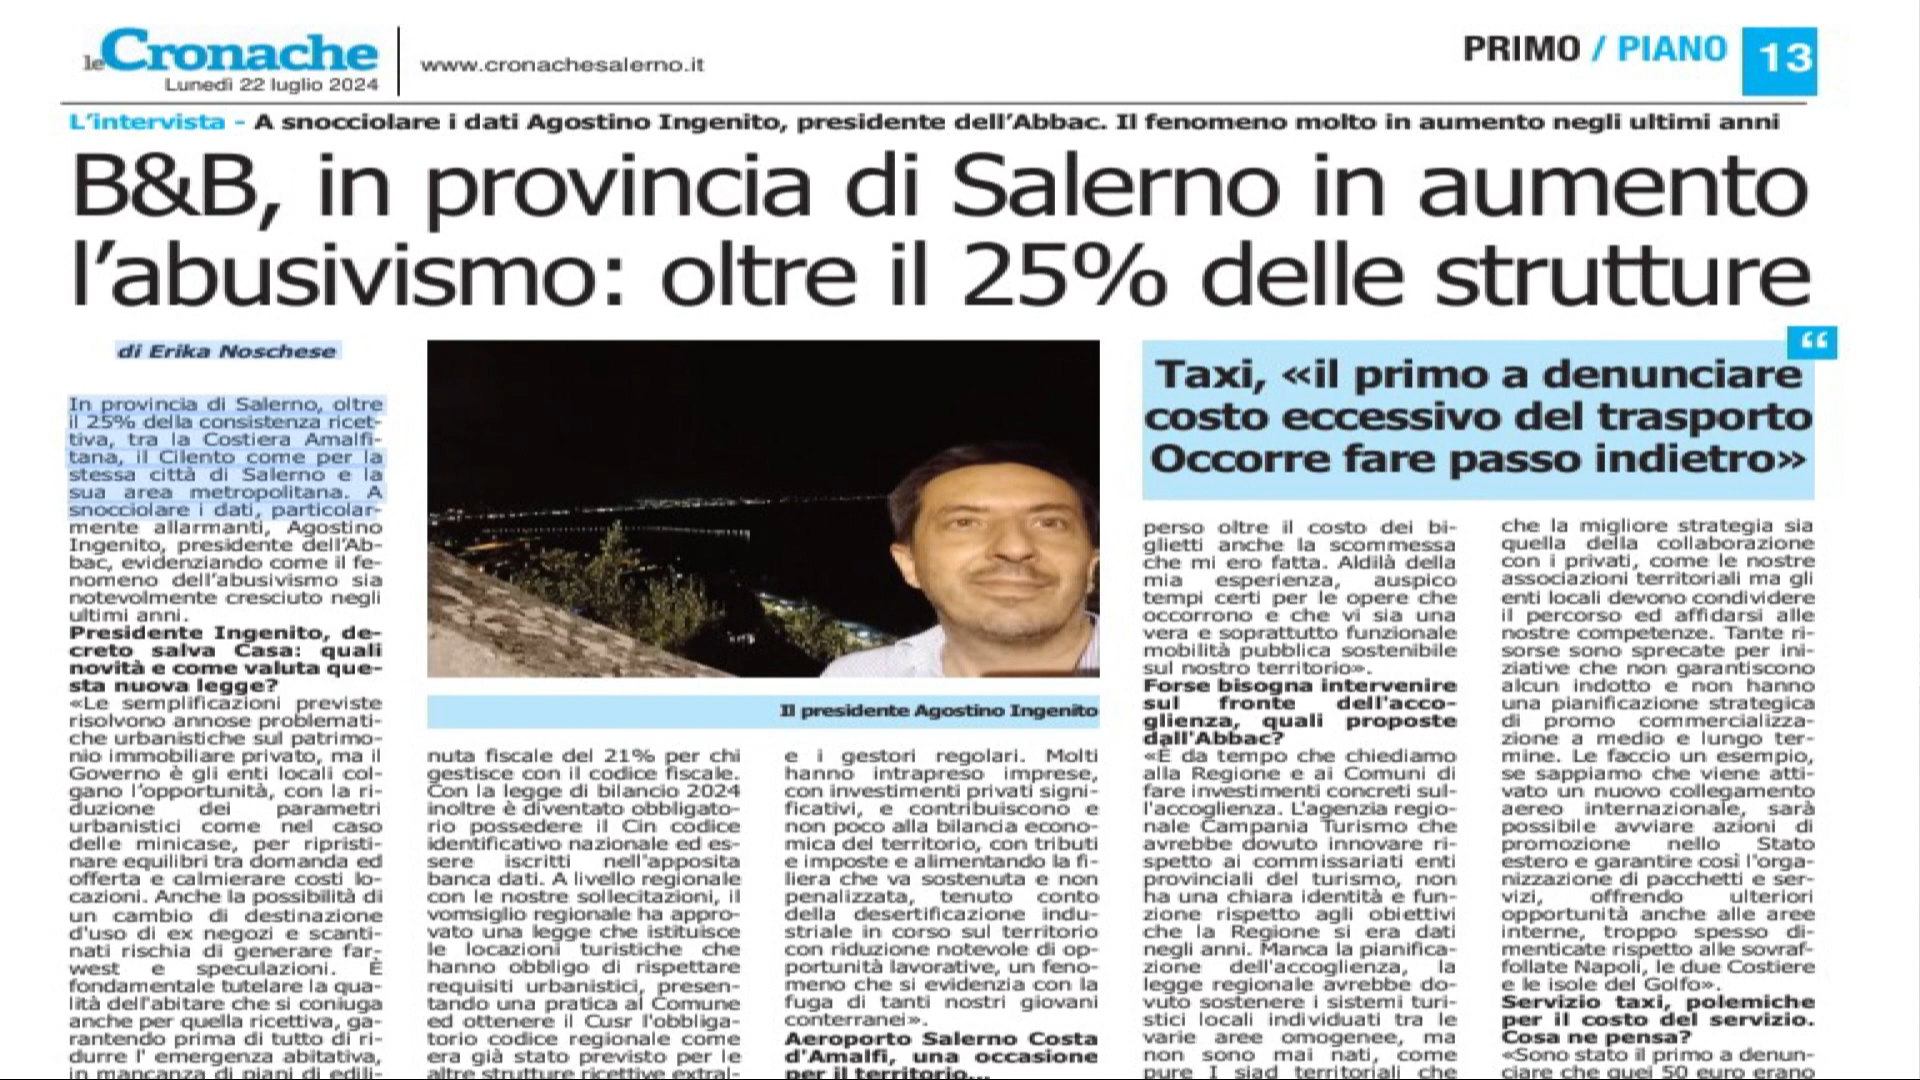 le Cronache
Lunedì 22 luglio 2024
www.cronachesalerno.it
PRIMO / PIANO
13
L'intervista - A snocciolare i dati Agostino Ingenito, presidente dell'Abbac. Il fenomeno molto in aumento negli ultimi anni
B&B, in provincia di Salerno in aumento
l'abusivismo: oltre il 25% delle strutture
di Erika Noschese
In provincia di Salerno, oltre
il 25% della consistenza ricet-
tiva, tra la Costiera Amalfi-
tana, il Cilento come per la
stessa città di Salerno e la
sua area metropolitana. A
snocciolare i dati, particolar-
mente allarmanti, Agostino
Ingenito, presidente dell'Ab-
bac, evidenziando come il fe-
nomeno dell'abusivismo sia
notevolmente cresciuto negli
ultimi anni.
Presidente Ingenito, de-
creto salva Casa: quali
novità e come valuta que-
sta nuova legge?
«Le semplificazioni previste
risolvono annose problemati-
che urbanistiche sul patrimo-
nio immobiliare privato, ma il
Governo è gli enti locali col-
gano l'opportunità, con la ri-
duzione dei parametri
urbanistici come nel caso
delle minicase, per ripristi-
nare equilibri tra domanda ed
offerta e calmierare costi lo-
cazioni. Anche la possibilità di
un cambio di destinazione
d'uso di ex negozi e scanti-
nati rischia di generare far-
west e speculazioni. È
fondamentale tutelare la qua-
lità dell'abitare che si coniuga
anche per quella ricettiva, ga-
rantendo prima di tutto di ri-
durre l' emergenza abitativa,
in mancanza di piani di edili-
Il presidente Agostino Ingenito
nuta fiscale del 21% per chi
gestisce con il codice fiscale.
Con la legge di bilancio 2024
inoltre è diventato obbligato-
rio possedere il Cin codice
identificativo nazionale ed es-
sere iscritti nell'apposita
banca dati. A livello regionale
con le nostre sollecitazioni, il
vomsiglio regionale ha appro-
vato una legge che istituisce
le locazioni turistiche che
hanno obbligo di rispettare
requisiti urbanistici, presen-
tando una pratica al Comune
ed ottenere il Cusr l'obbliga-
torio codice regionale come
era già stato previsto per le
altre strutture ricettive extral-
e i gestori regolari. Molti
hanno intrapreso imprese,
con investimenti privati signi-
ficativi, e contribuiscono e
non poco alla bilancia econo-
mica del territorio, con tributi
e imposte e alimentando la fi-
liera che va sostenuta e non
penalizzata, tenuto conto
della desertificazione indu-
striale in corso sul territorio
con riduzione notevole di op-
portunità lavorative, un feno-
meno che si evidenzia con la
fuga di tanti nostri giovani
conterranei».
Aeroporto Salerno Costa
d'Amalfi, una occasione
per il territorio...
“
Taxi, «il primo a denunciare
costo eccessivo del trasporto
Occorre fare passo indietro»
perso oltre il costo dei bi-
glietti anche la scommessa
che mi ero fatta. Aldilà della
mia esperienza, auspico
tempi certi per le opere che
occorrono e che vi sia una
vera e soprattutto funzionale
mobilità pubblica sostenibile
sul nostro territorio».
Forse bisogna intervenire
sul fronte dell'acco-
glienza, quali proposte
dall'Abbac?
«È da tempo che chiediamo
alla Regione e ai Comuni di
fare investimenti concreti sul-
l'accoglienza. L'agenzia regio-
nale Campania Turismo che
avrebbe dovuto innovare ri-
spetto ai commissariati enti
provinciali del turismo, non
ha una chiara identità e fun-
zione rispetto agli obiettivi
che la Regione si era dati
negli anni. Manca la pianifica-
zione dell'accoglienza, la
legge regionale avrebbe do-
vuto sostenere i sistemi turi-
stici locali individuati tra le
varie aree omogenee, ma
non sono mai nati, come
pure I siad territoriali che
che la migliore strategia sia
quella della collaborazione
con i privati, come le nostre
associazioni territoriali ma gli
enti locali devono condividere
il percorso ed affidarsi alle
nostre competenze. Tante ri-
sorse sono sprecate per ini-
ziative che non garantiscono
alcun indotto e non hanno
una pianificazione strategica
di promo commercializza-
zione a medio e lungo ter-
mine. Le faccio un esempio,
se sappiamo che viene atti-
vato un nuovo collegamento
aereo internazionale, sarà
possibile avviare azioni di
promozione nello Stato
estero e garantire così l'orga-
nizzazione di pacchetti e ser-
vizi, offrendo ulteriori
opportunità anche alle aree
interne, troppo spesso di-
menticate rispetto alle sovraf-
follate Napoli, le due Costiere
e le isole del Golfo».
Servizio taxi, polemiche
per il costo del servizio.
Cosa ne pensa?
«Sono stato il primo a denun-
ciare che quei 50 euro erano